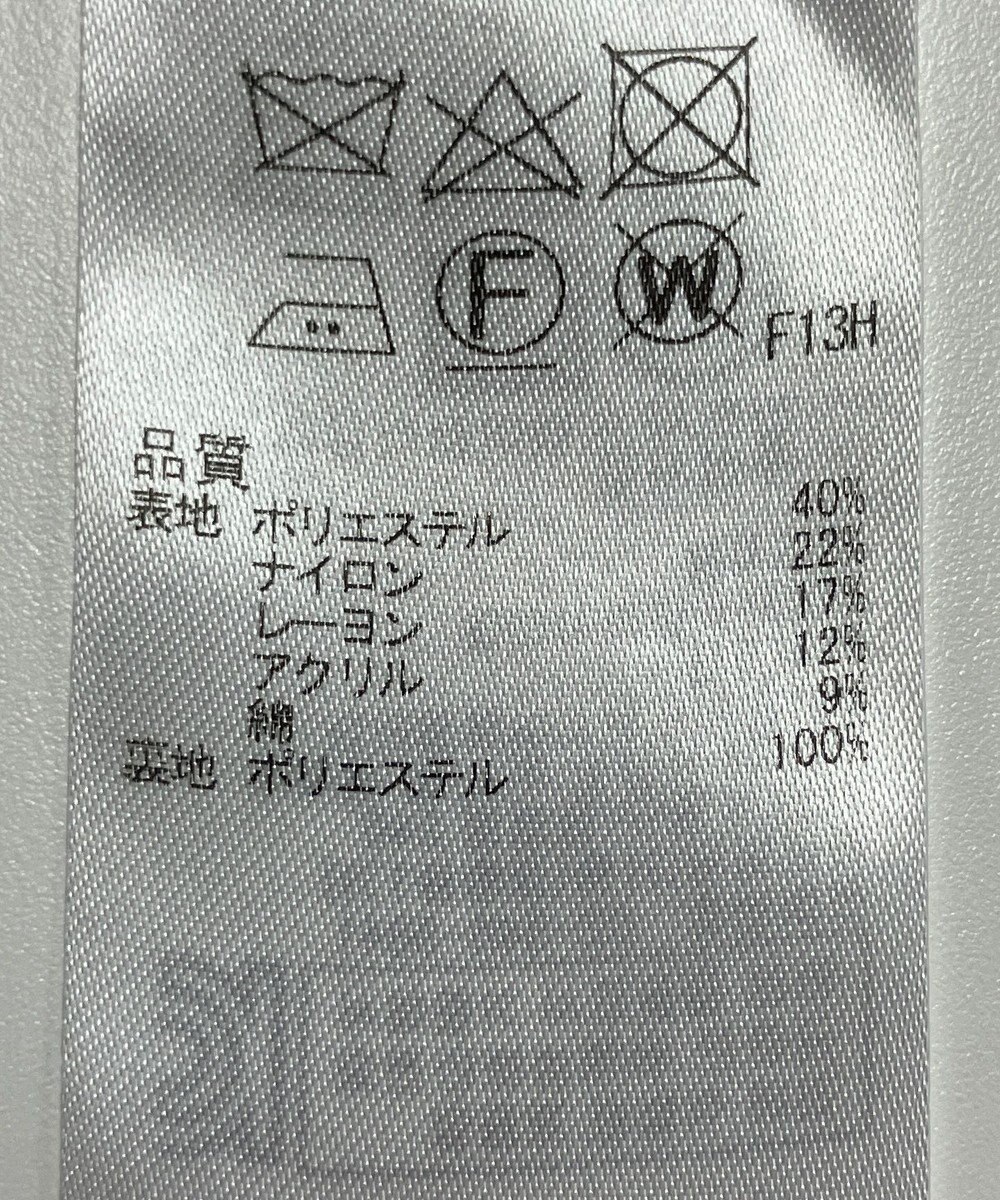 F W F13H
品質
表地 ポリエステル 40%
ナイロン 22%
レーヨン 17%
アクリル 12%
綿 9%
裏地 ポリエステル 100%